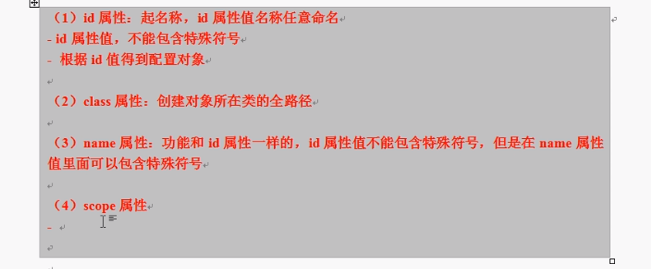 （1）id 属性：起名称，id 属性值名称任意命名
- id 属性值，不能包含特殊符号
- 根据 id 值得到配置对象
（2）class 属性：创建对象所在类的全路径
（3）name 属性：功能和 id 属性一样的，id 属性值不能包含特殊符号，但是在 name 属性
值里面可以包含特殊符号
（4）scope 属性
-